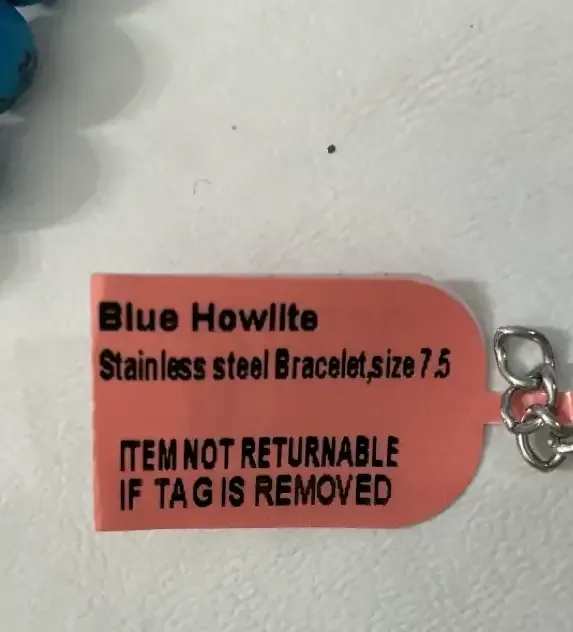 Blue Howlite
Stainless steel Bracelet,size 7.5
ITEM NOT RETURNABLE
IF TAG IS REMOVED